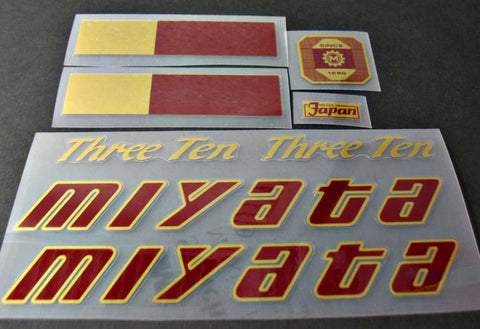 SINCE
M
1890
Japan
Three Ten Three Ten
miyata
miyata